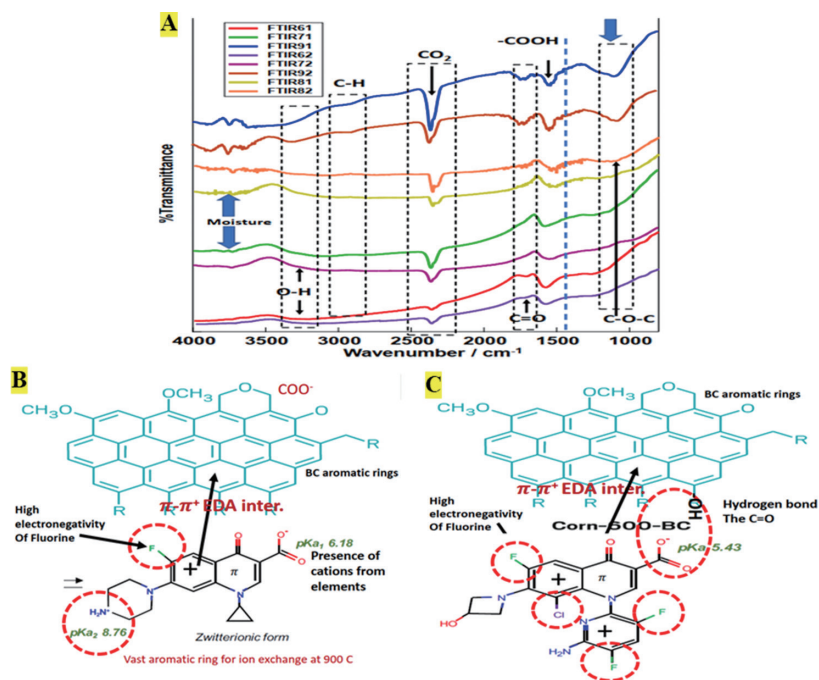 A
FTIR61
FTIR71
FTIR91
FTIR62
FTIR72
FTIR92
FTIR81
FTIR82
C-H
CO₂
-COOH
%Transmittance
Moisture
O-H
C=O
C-O-C
4000 3500 3000 2500 2000 1500 1000
Wavenumber / cm⁻¹
B
COO⁻
OCH₃
O
CH₃O
O
R
BC aromatic rings
R R R R
π-π⁺ EDA inter.
High
electronegativity
Of Fluorine
F
O
O⁻
O
pKa₁ 6.18
Presence of
cations from
elements
+
π
N
N
H₂N⁺
pKa₂ 8.76
Zwitterionic form
Vast aromatic ring for ion exchange at 900 C
C
OCH₃
O
BC aromatic rings
CH₃O
O
R
R R R
HO
π-π⁺ EDA inter.
High
electronegativity
Of Fluorine
Hydrogen bond
The C=O
Corn-500-BC
pKa 5.43
F
O
O⁻
O
+
π
N
Cl
N
HO
N
F
+
H₂N
F